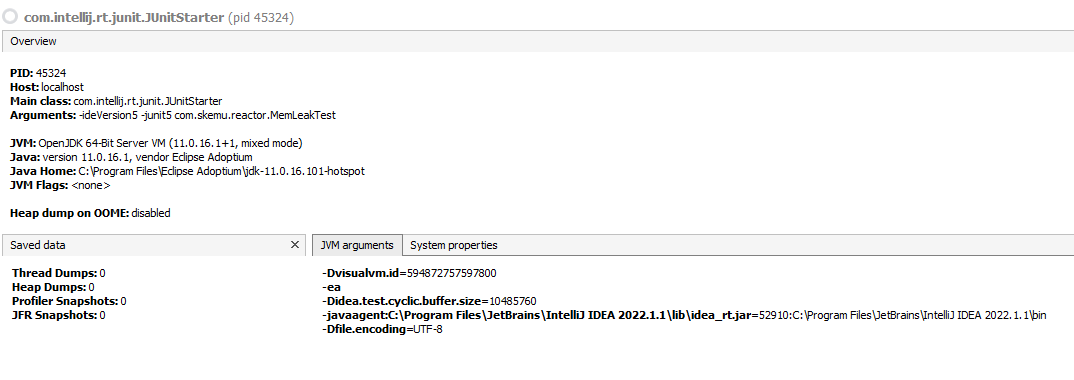 com.intellij.rt.junit.JUnitStarter (pid 45324)
Overview
PID: 45324
Host: localhost
Main class: com.intellij.rt.junit.JUnitStarter
Arguments: -ideVersion5 -junit5 com.skemu.reactor.MemLeakTest
JVM: OpenJDK 64-Bit Server VM (11.0.16.1+1, mixed mode)
Java: version 11.0.16.1, vendor Eclipse Adoptium
Java Home: C:\Program Files\Eclipse Adoptium\jdk-11.0.16.101-hotspot
JVM Flags: <none>
Heap dump on OOME: disabled
Saved data
Thread Dumps: 0
Heap Dumps: 0
Profiler Snapshots: 0
JFR Snapshots: 0
JVM arguments System properties
-Dvisualvm.id=594872757597800
-ea
-Didea.test.cyclic.buffer.size=10485760
-javaagent:C:\Program Files\JetBrains\IntelliJ IDEA 2022.1.1\lib\idea_rt.jar=52910:C:\Program Files\JetBrains\IntelliJ IDEA 2022.1.1\bin
-Dfile.encoding=UTF-8